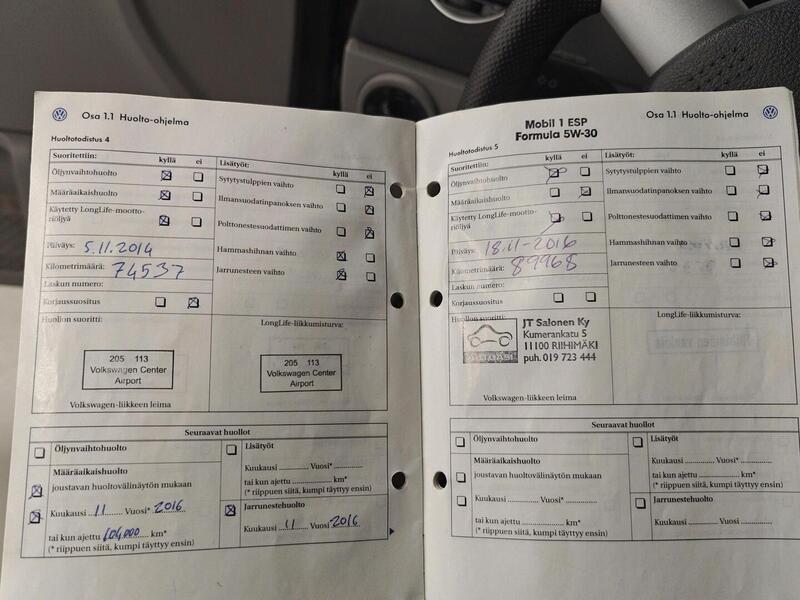 Osa 1.1 Huolto-ohjelma
Huoltotodistus 4
Suoritettiin: kyllä ei
Öljynvaihtohuolto
Määräaikaishuolto
Käytetty LongLife-mootto-
riöljyä
Päiväys: 5.11.2014
Kilometrimäärä: 74537
Laskun numero:
Korjaussuositus
Huollon suoritti:
205 113
Volkswagen Center
Airport
Lisätyöt: kyllä ei
Sytytystulppien vaihto
Ilmansuodatinpanoksen vaihto
Polttonestesuodattimen vaihto
Hammashihnan vaihto
Jarrunesteen vaihto
LongLife-liikkumisturva:
205 113
Volkswagen Center
Airport
Volkswagen-liikkeen leima
Seuraavat huollot
Öljynvaihtohuolto
Määräaikaishuolto
joustavan huoltovälinäytön mukaan
Kuukausi 11 Vuosi* 2016
tai kun ajettu 104.000 km*
(* riippuen siitä, kumpi täyttyy ensin)
Lisätyöt
Kuukausi .......... Vuosi* ..........
tai kun ajettu .......... km*
(* riippuen siitä, kumpi täyttyy ensin)
Jarrunestehuolto
Kuukausi 11 Vuosi 2016
Mobil 1 ESP
Formula 5W-30
Osa 1.1 Huolto-ohjelma
Huoltotodistus 5
Suoritettiin: kyllä ei
Öljynvaihtohuolto
Määräaikaishuolto
Käytetty LongLife-mootto-
riöljyä
Päiväys: 18.11-2016
Kilometrimäärä: 89968
Laskun numero:
Korjaussuositus
Huollon suoritti:
JT Salonen Ky
Kumerankatu 5
11100 RIIHIMÄKI
puh. 019 723 444
Volkswagen-liikkeen leima
Lisätyöt: kyllä ei
Sytytystulppien vaihto
Ilmansuodatinpanoksen vaihto
Polttonestesuodattimen vaihto
Hammashihnan vaihto
Jarrunesteen vaihto
LongLife-liikkumisturva:
Seuraavat huollot
Öljynvaihtohuolto
Määräaikaishuolto
joustavan huoltovälinäytön mukaan
Kuukausi .......... Vuosi* ..........
tai kun ajettu .......... km*
(* riippuen siitä, kumpi täyttyy ensin)
Lisätyöt
Kuukausi .......... Vuosi* ..........
tai kun ajettu .......... km*
(* riippuen siitä, kumpi täyttyy ensin)
Jarrunestehuolto
Kuukausi .......... Vuosi ..........